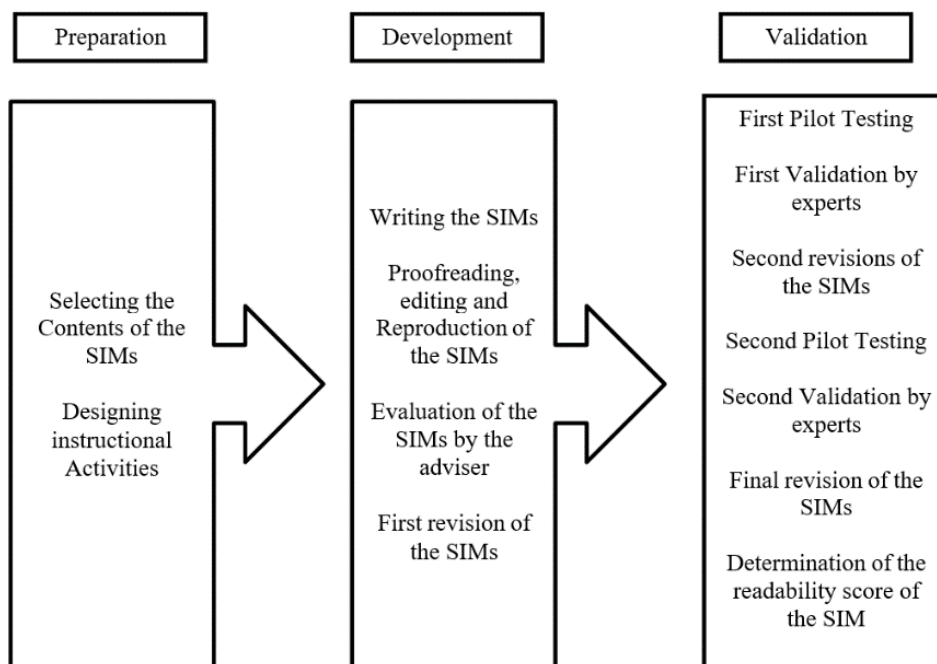 Preparation
Development
Validation
Selecting the
Contents of the
SIMs
Designing
instructional
Activities
Writing the SIMs
Proofreading,
editing and
Reproduction of
the SIMs
Evaluation of the
SIMs by the
adviser
First revision of
the SIMs
First Pilot Testing
First Validation by
experts
Second revisions of
the SIMs
Second Pilot Testing
Second Validation by
experts
Final revision of the
SIMs
Determination of the
readability score of
the SIM